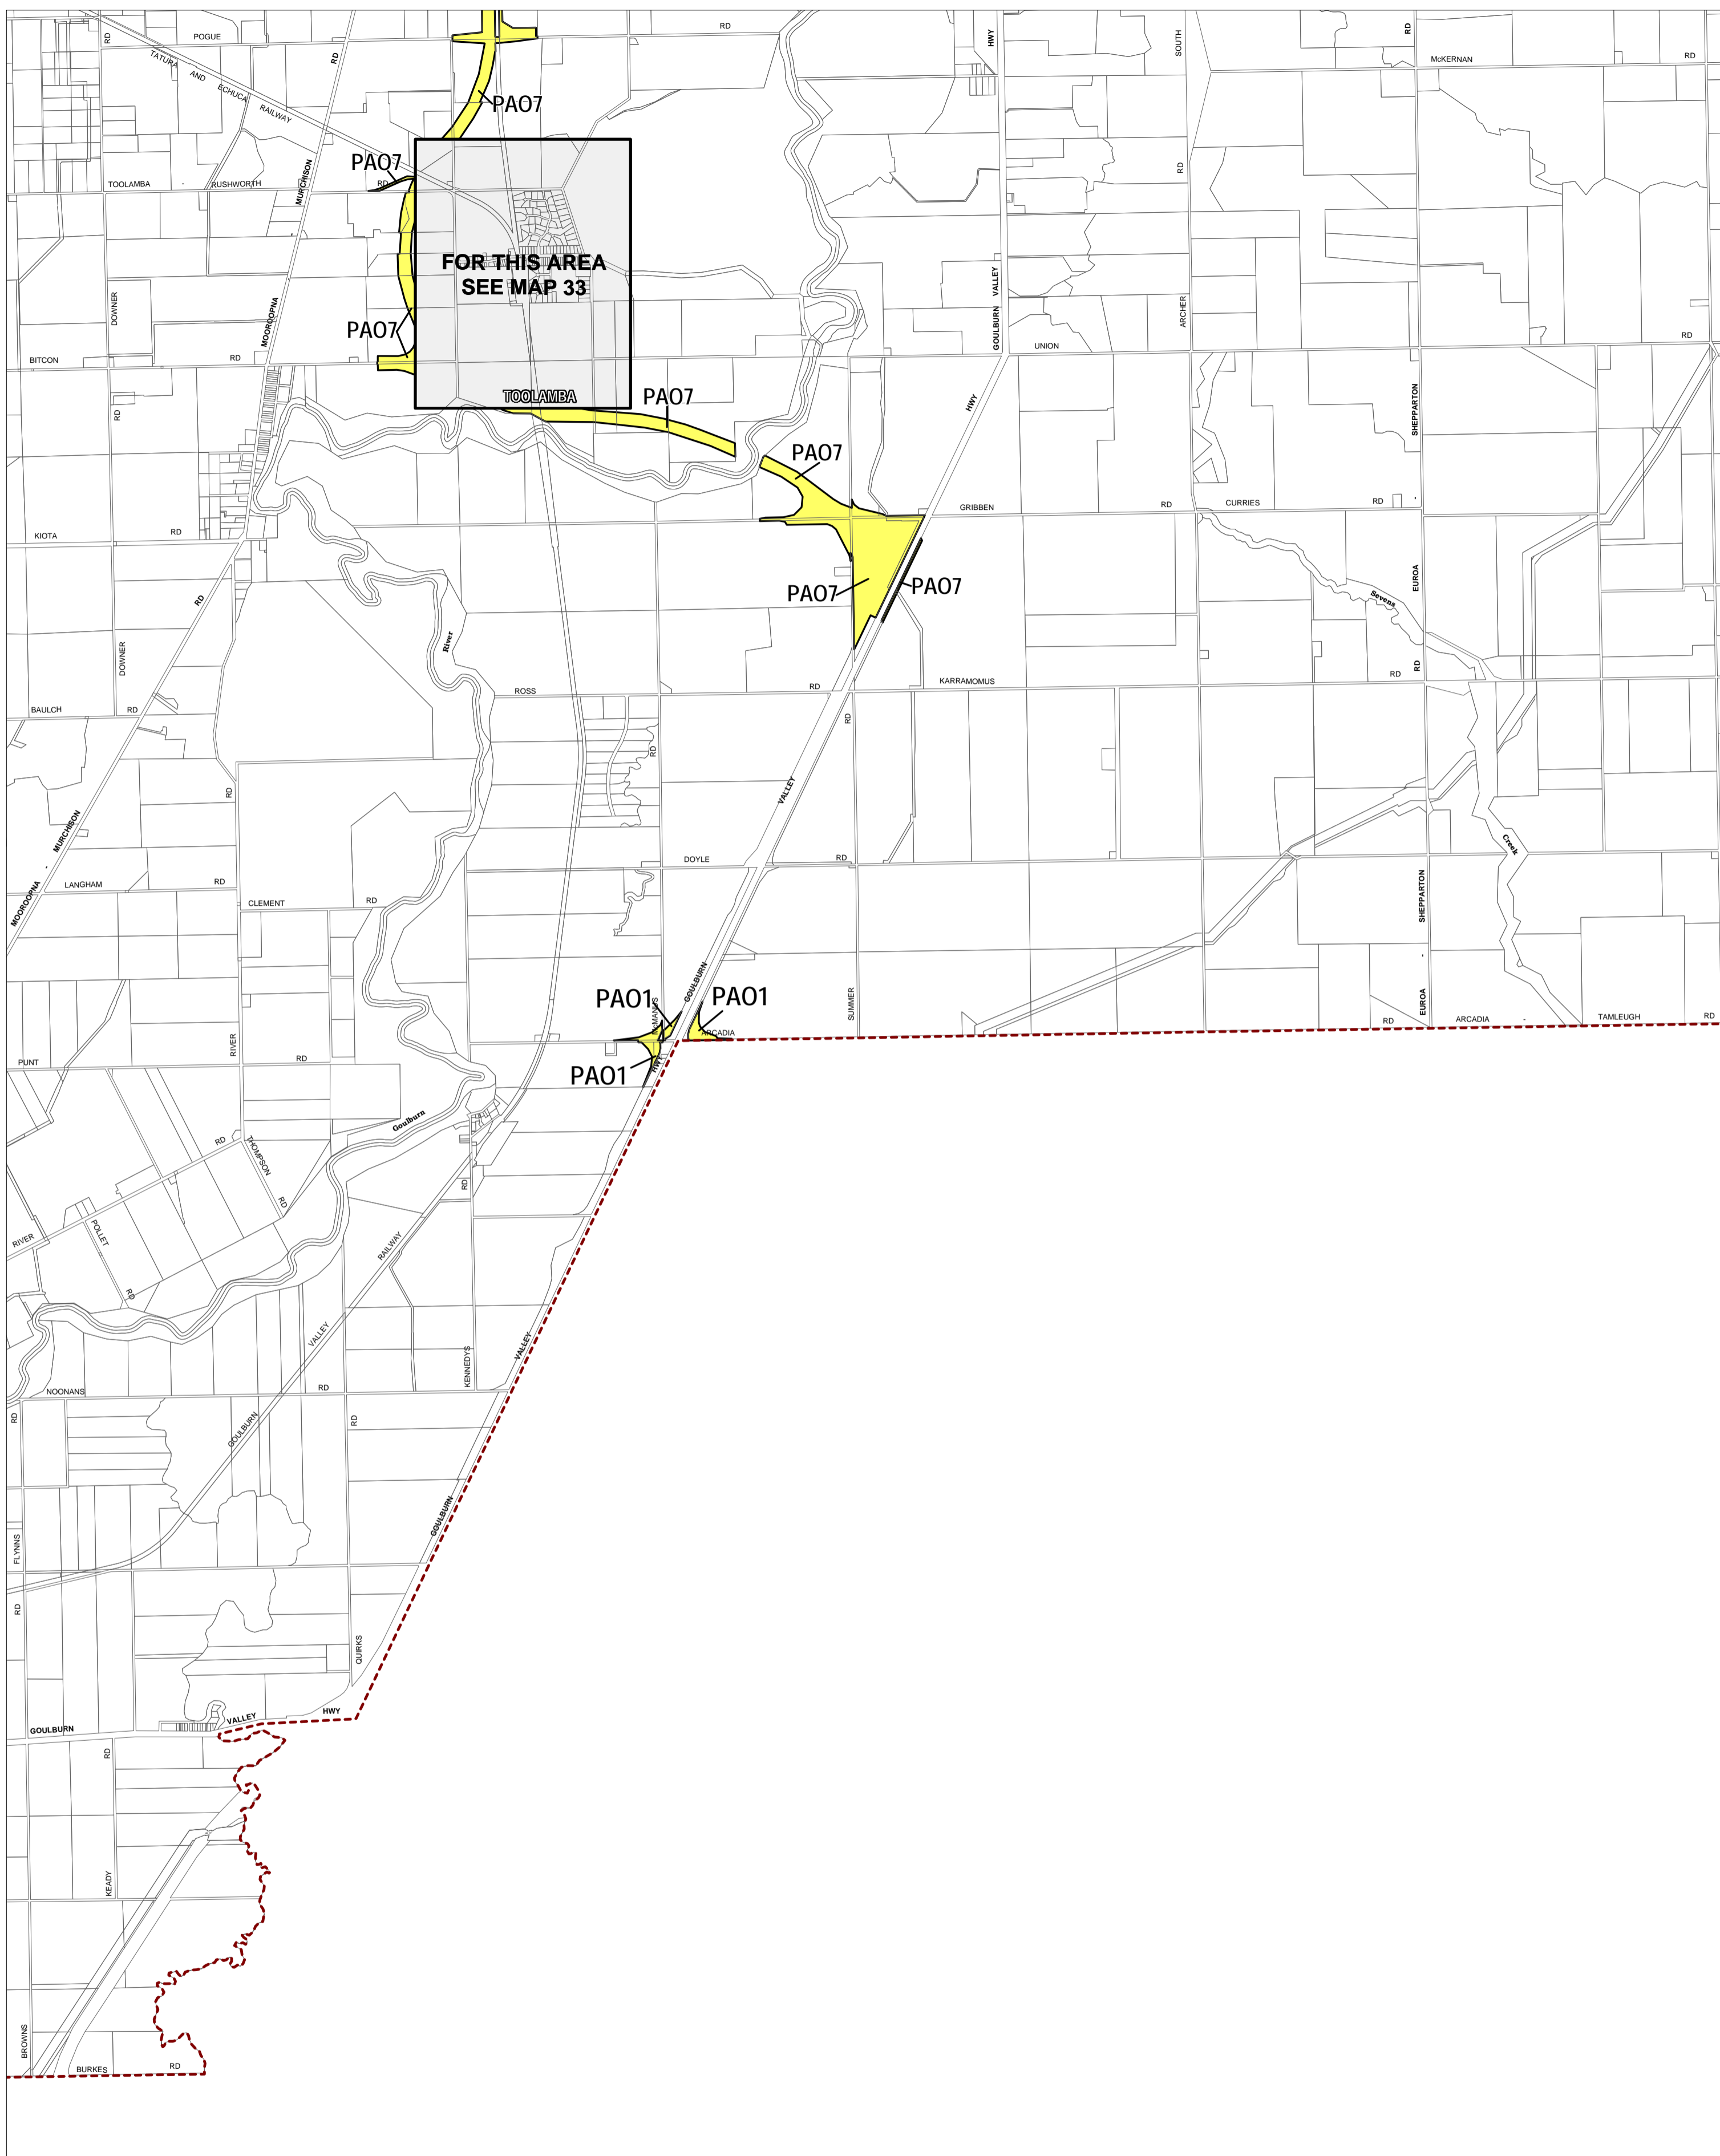 POGUE
RD
RD
RD
HWY
SOUTH
RD
McKERNAN
RD
TATURA AND ECHUCA RAILWAY
PAO7
PAO7
RD
TOOLAMBA - RUSHWORTH
MURCHISON
RD
FOR THIS AREA
SEE MAP 33
DOWNER
MOOROOPNA
PAO7
GOULBURN VALLEY
ARCHER
UNION
RD
BITCON
RD
TOOLAMBA
PAO7
HWY
SHEPPARTON
RD
PAO7
KIOTA
RD
GRIBBEN
RD
CURRIES
RD
-
PAO7
PAO7
EUROA
Sevens
RD
River
DOWNER
RD
ROSS
RD
KARRAMOMUS
RD
BAULCH
RD
RD
RD
VALLEY
RD
MOOROOPNA - MURCHISON
DOYLE
RD
Creek
LANGHAM
RD
CLEMENT
RD
SHEPPARTON
-
EUROA
GOULBURN
PAO1
PAO1
McMANUS
ARCADIA
SUMMER
RD
ARCADIA
-
TAMLEUGH
RD
RIVER
PUNT
RD
PAO1
HWY
Goulburn
RD
THOMPSON
RD
RD
RIVER
POLLET
RD
RAILWAY
VALLEY
VALLEY
KENNEDYS
NOONANS
RD
RD
GOULBURN
RD
GOULBURN
FLYNNS
RD
QUIRKS
GOULBURN
VALLEY
HWY
RD
KEADY
BROWNS
BURKES
RD